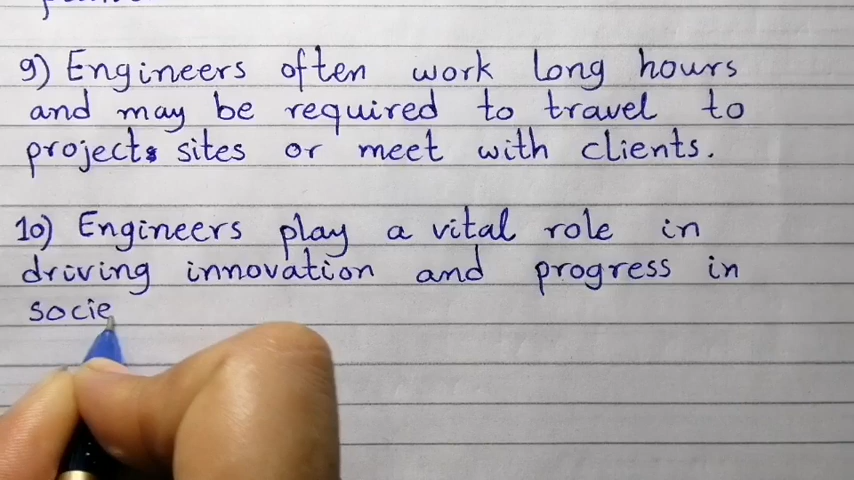 9) Engineers often work long hours
and may be required to travel to
project sites or meet with clients.
10) Engineers play a vital role in
driving innovation and progress in
socie